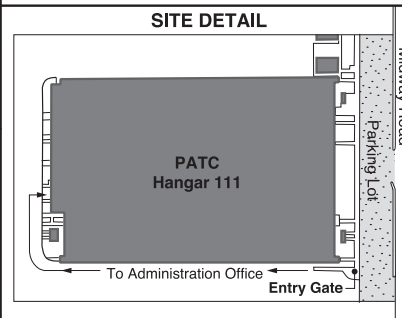 SITE DETAIL
PATC
Hangar 111
Parking Lot
To Administration Office
Entry Gate